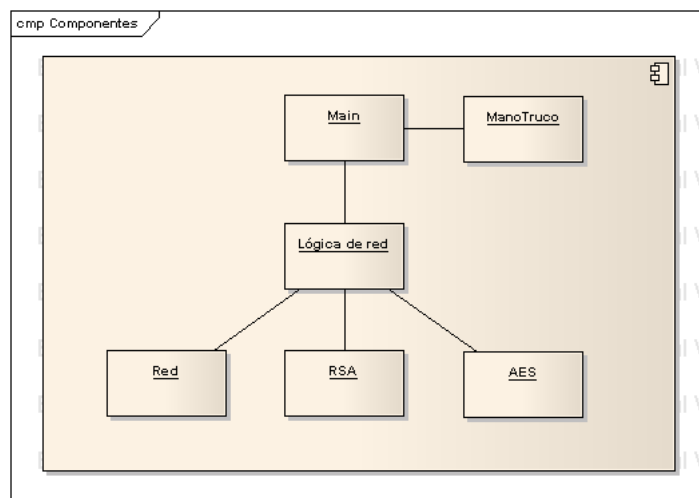 cmp Componentes
Main
ManoTruco
Lógica de red
Red
RSA
AES